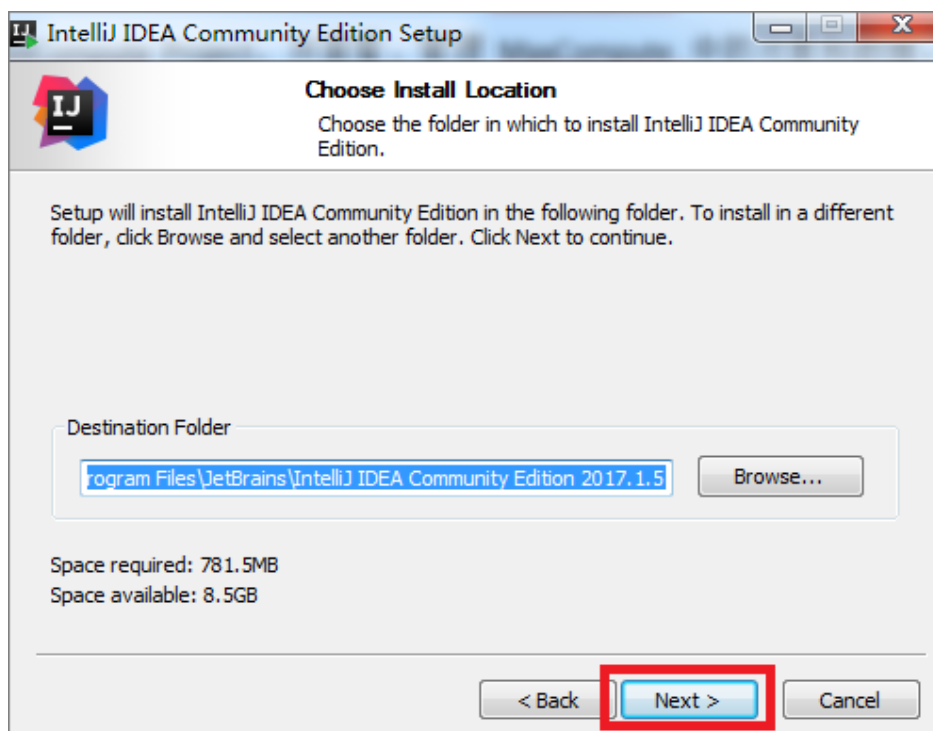 IntelliJ IDEA Community Edition Setup
IJ
Choose Install Location
Choose the folder in which to install IntelliJ IDEA Community
Edition.
Setup will install IntelliJ IDEA Community Edition in the following folder. To install in a different
folder, click Browse and select another folder. Click Next to continue.
Destination Folder
rogram Files\JetBrains\IntelliJ IDEA Community Edition 2017.1.5
Browse...
Space required: 781.5MB
Space available: 8.5GB
< Back
Next >
Cancel